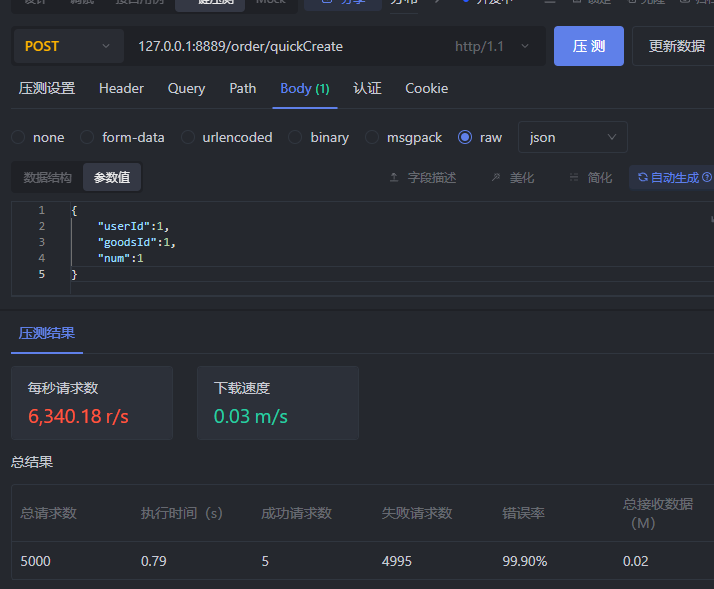 POST 127.0.0.1:8889/order/quickCreate http/1.1 压 测 更新数据
压测设置 Header Query Path Body (1) 认证 Cookie
none form-data urlencoded binary msgpack raw json
数据结构 参数值 字段描述 美化 简化 自动生成
1 {
2 "userId":1,
3 "goodsId":1,
4 "num":1
5 }
压测结果
每秒请求数 下载速度
6,340.18 r/s 0.03 m/s
总结果
总请求数 执行时间（s） 成功请求数 失败请求数 错误率 总接收数据
（M）
5000 0.79 5 4995 99.90% 0.02